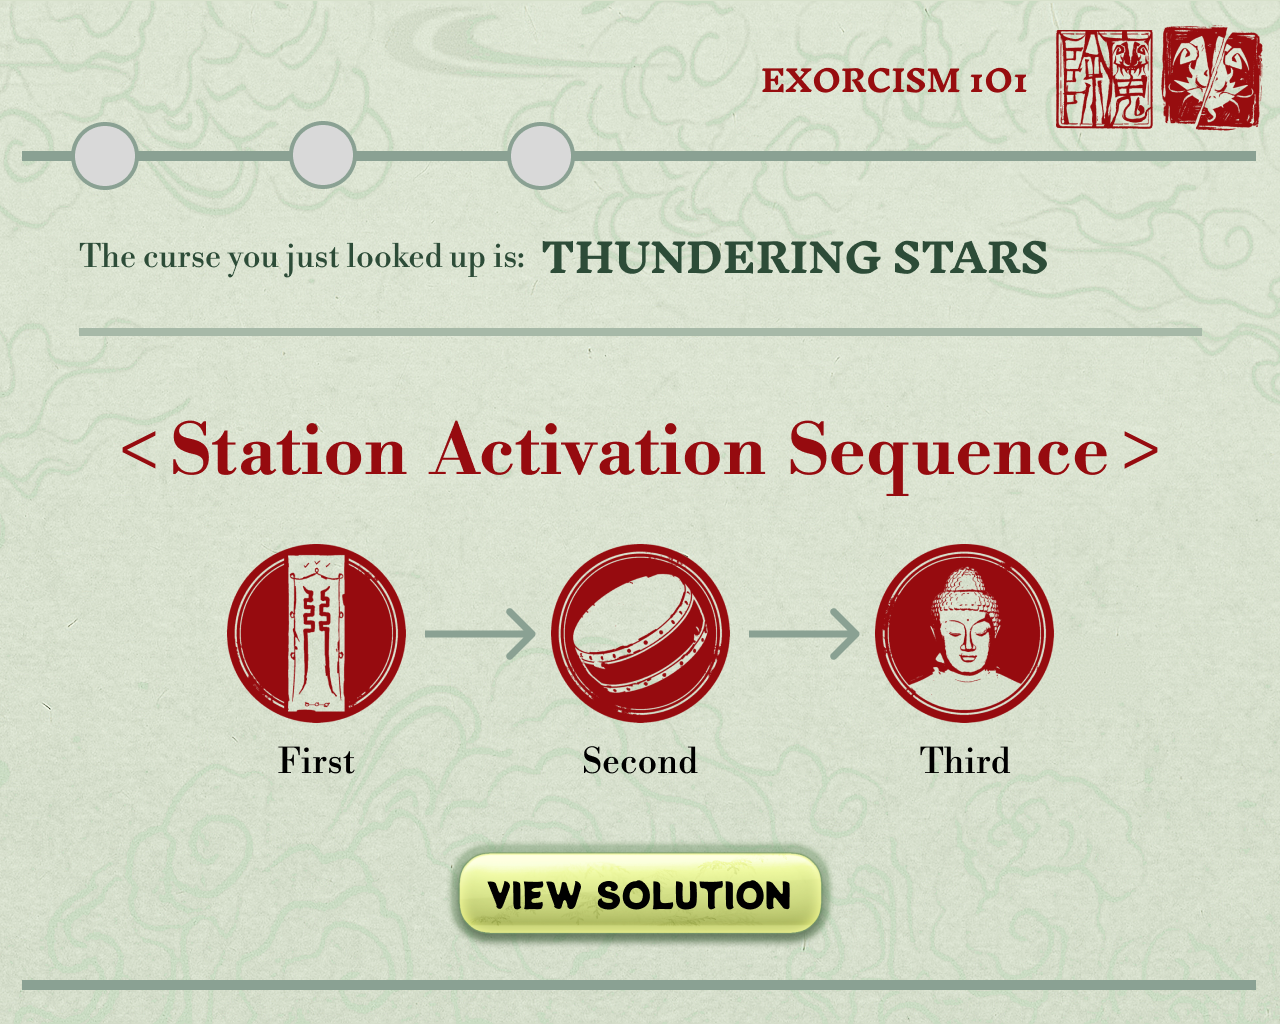 EXORCISM 101
The curse you just looked up is: THUNDERING STARS
< Station Activation Sequence >
First
Second
Third
VIEW SOLUTION